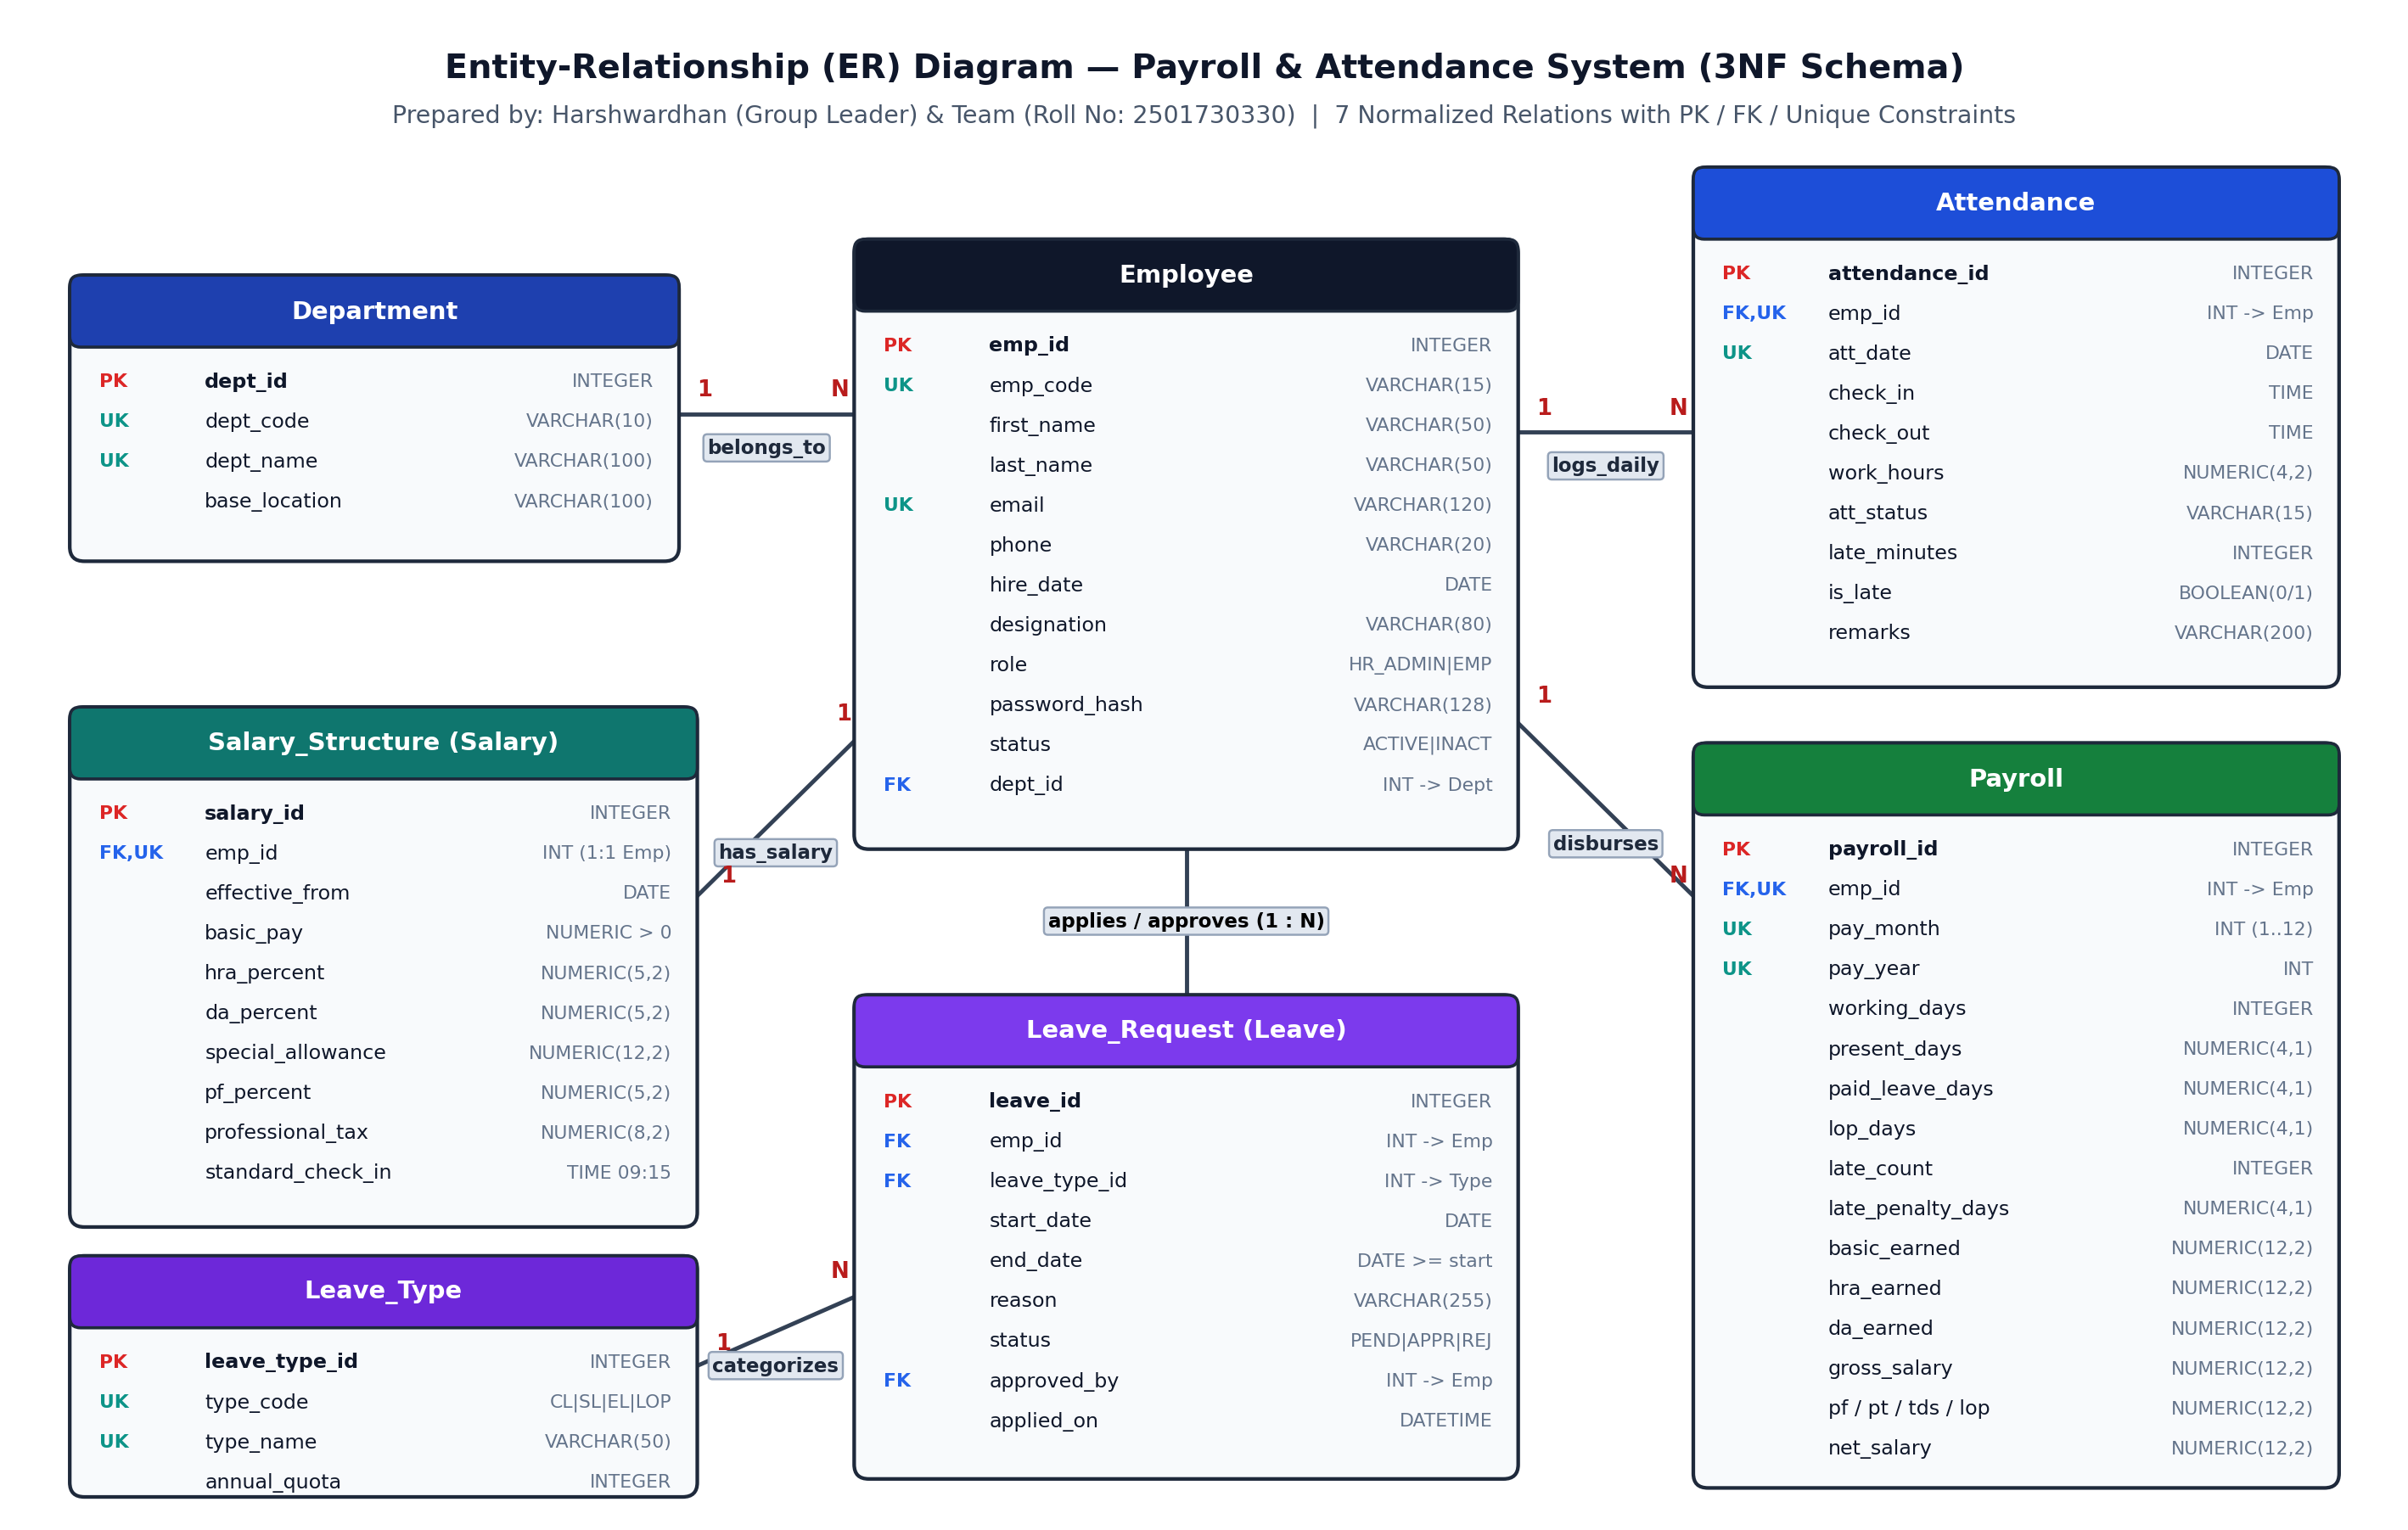 Entity-Relationship (ER) Diagram — Payroll & Attendance System (3NF Schema)
Prepared by: Harshwardhan (Group Leader) & Team (Roll No: 2501730330) | 7 Normalized Relations with PK / FK / Unique Constraints
Department
PK dept_id INTEGER
UK dept_code VARCHAR(10)
UK dept_name VARCHAR(100)
base_location VARCHAR(100)
1 N
belongs_to
Employee
PK emp_id INTEGER
UK emp_code VARCHAR(15)
first_name VARCHAR(50)
last_name VARCHAR(50)
UK email VARCHAR(120)
phone VARCHAR(20)
hire_date DATE
designation VARCHAR(80)
role HR_ADMIN|EMP
password_hash VARCHAR(128)
status ACTIVE|INACT
FK dept_id INT -> Dept
1 N
logs_daily
Attendance
PK attendance_id INTEGER
FK,UK emp_id INT -> Emp
UK att_date DATE
check_in TIME
check_out TIME
work_hours NUMERIC(4,2)
att_status VARCHAR(15)
late_minutes INTEGER
is_late BOOLEAN(0/1)
remarks VARCHAR(200)
Salary_Structure (Salary)
PK salary_id INTEGER
FK,UK emp_id INT (1:1 Emp)
effective_from DATE
basic_pay NUMERIC > 0
hra_percent NUMERIC(5,2)
da_percent NUMERIC(5,2)
special_allowance NUMERIC(12,2)
pf_percent NUMERIC(5,2)
professional_tax NUMERIC(8,2)
standard_check_in TIME 09:15
1
has_salary
1
applies / approves (1 : N)
1
disburses
N
Leave_Type
PK leave_type_id INTEGER
UK type_code CL|SL|EL|LOP
UK type_name VARCHAR(50)
annual_quota INTEGER
N
1
categorizes
Leave_Request (Leave)
PK leave_id INTEGER
FK emp_id INT -> Emp
FK leave_type_id INT -> Type
start_date DATE
end_date DATE >= start
reason VARCHAR(255)
status PEND|APPR|REJ
FK approved_by INT -> Emp
applied_on DATETIME
Payroll
PK payroll_id INTEGER
FK,UK emp_id INT -> Emp
UK pay_month INT (1..12)
UK pay_year INT
working_days INTEGER
present_days NUMERIC(4,1)
paid_leave_days NUMERIC(4,1)
lop_days NUMERIC(4,1)
late_count INTEGER
late_penalty_days NUMERIC(4,1)
basic_earned NUMERIC(12,2)
hra_earned NUMERIC(12,2)
da_earned NUMERIC(12,2)
gross_salary NUMERIC(12,2)
pf / pt / tds / lop NUMERIC(12,2)
net_salary NUMERIC(12,2)